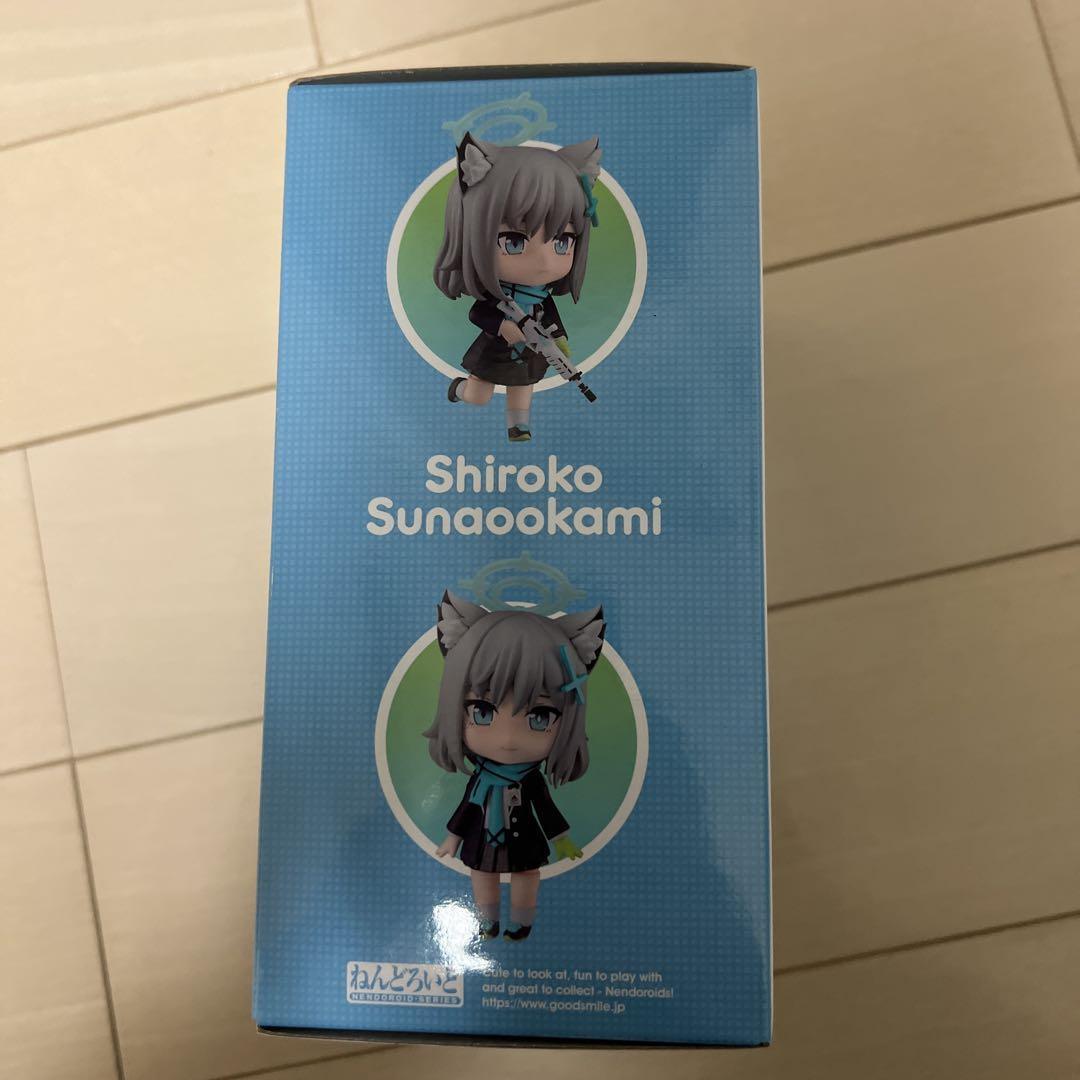 Shiroko
Sunaookami
ねんどろいど
NENDOROID-SERIES
Cute to look at, fun to play with
and great to collect - Nendoroids!
https://www.goodsmile.jp